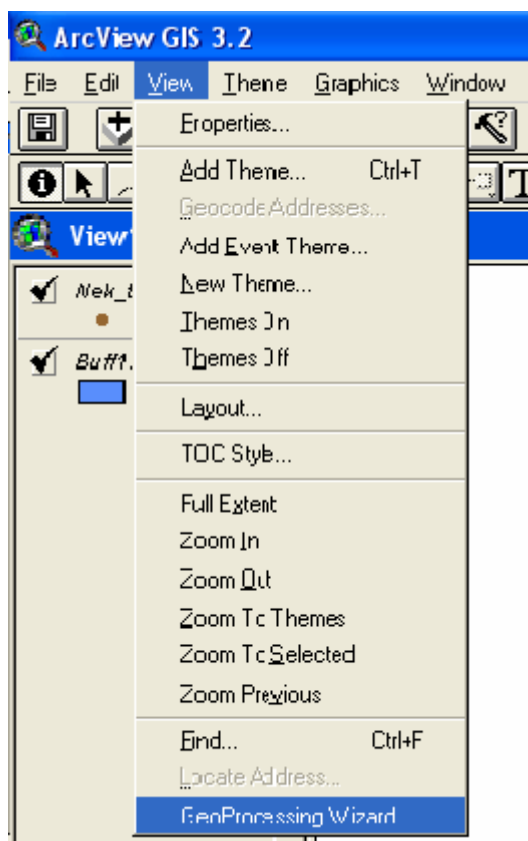 ArcView GIS 3.2
File Edit View Theme Graphics Window
View1
Properties...
Add Theme... Ctrl+T
Geocode Addresses...
Add Event Theme...
New Theme...
Themes On
Themes Off
Layout...
TOC Style...
Full Extent
Zoom In
Zoom Out
Zoom To Themes
Zoom To Selected
Zoom Previous
Find... Ctrl+F
Locate Address...
GeoProcessing Wizard
Buff1.